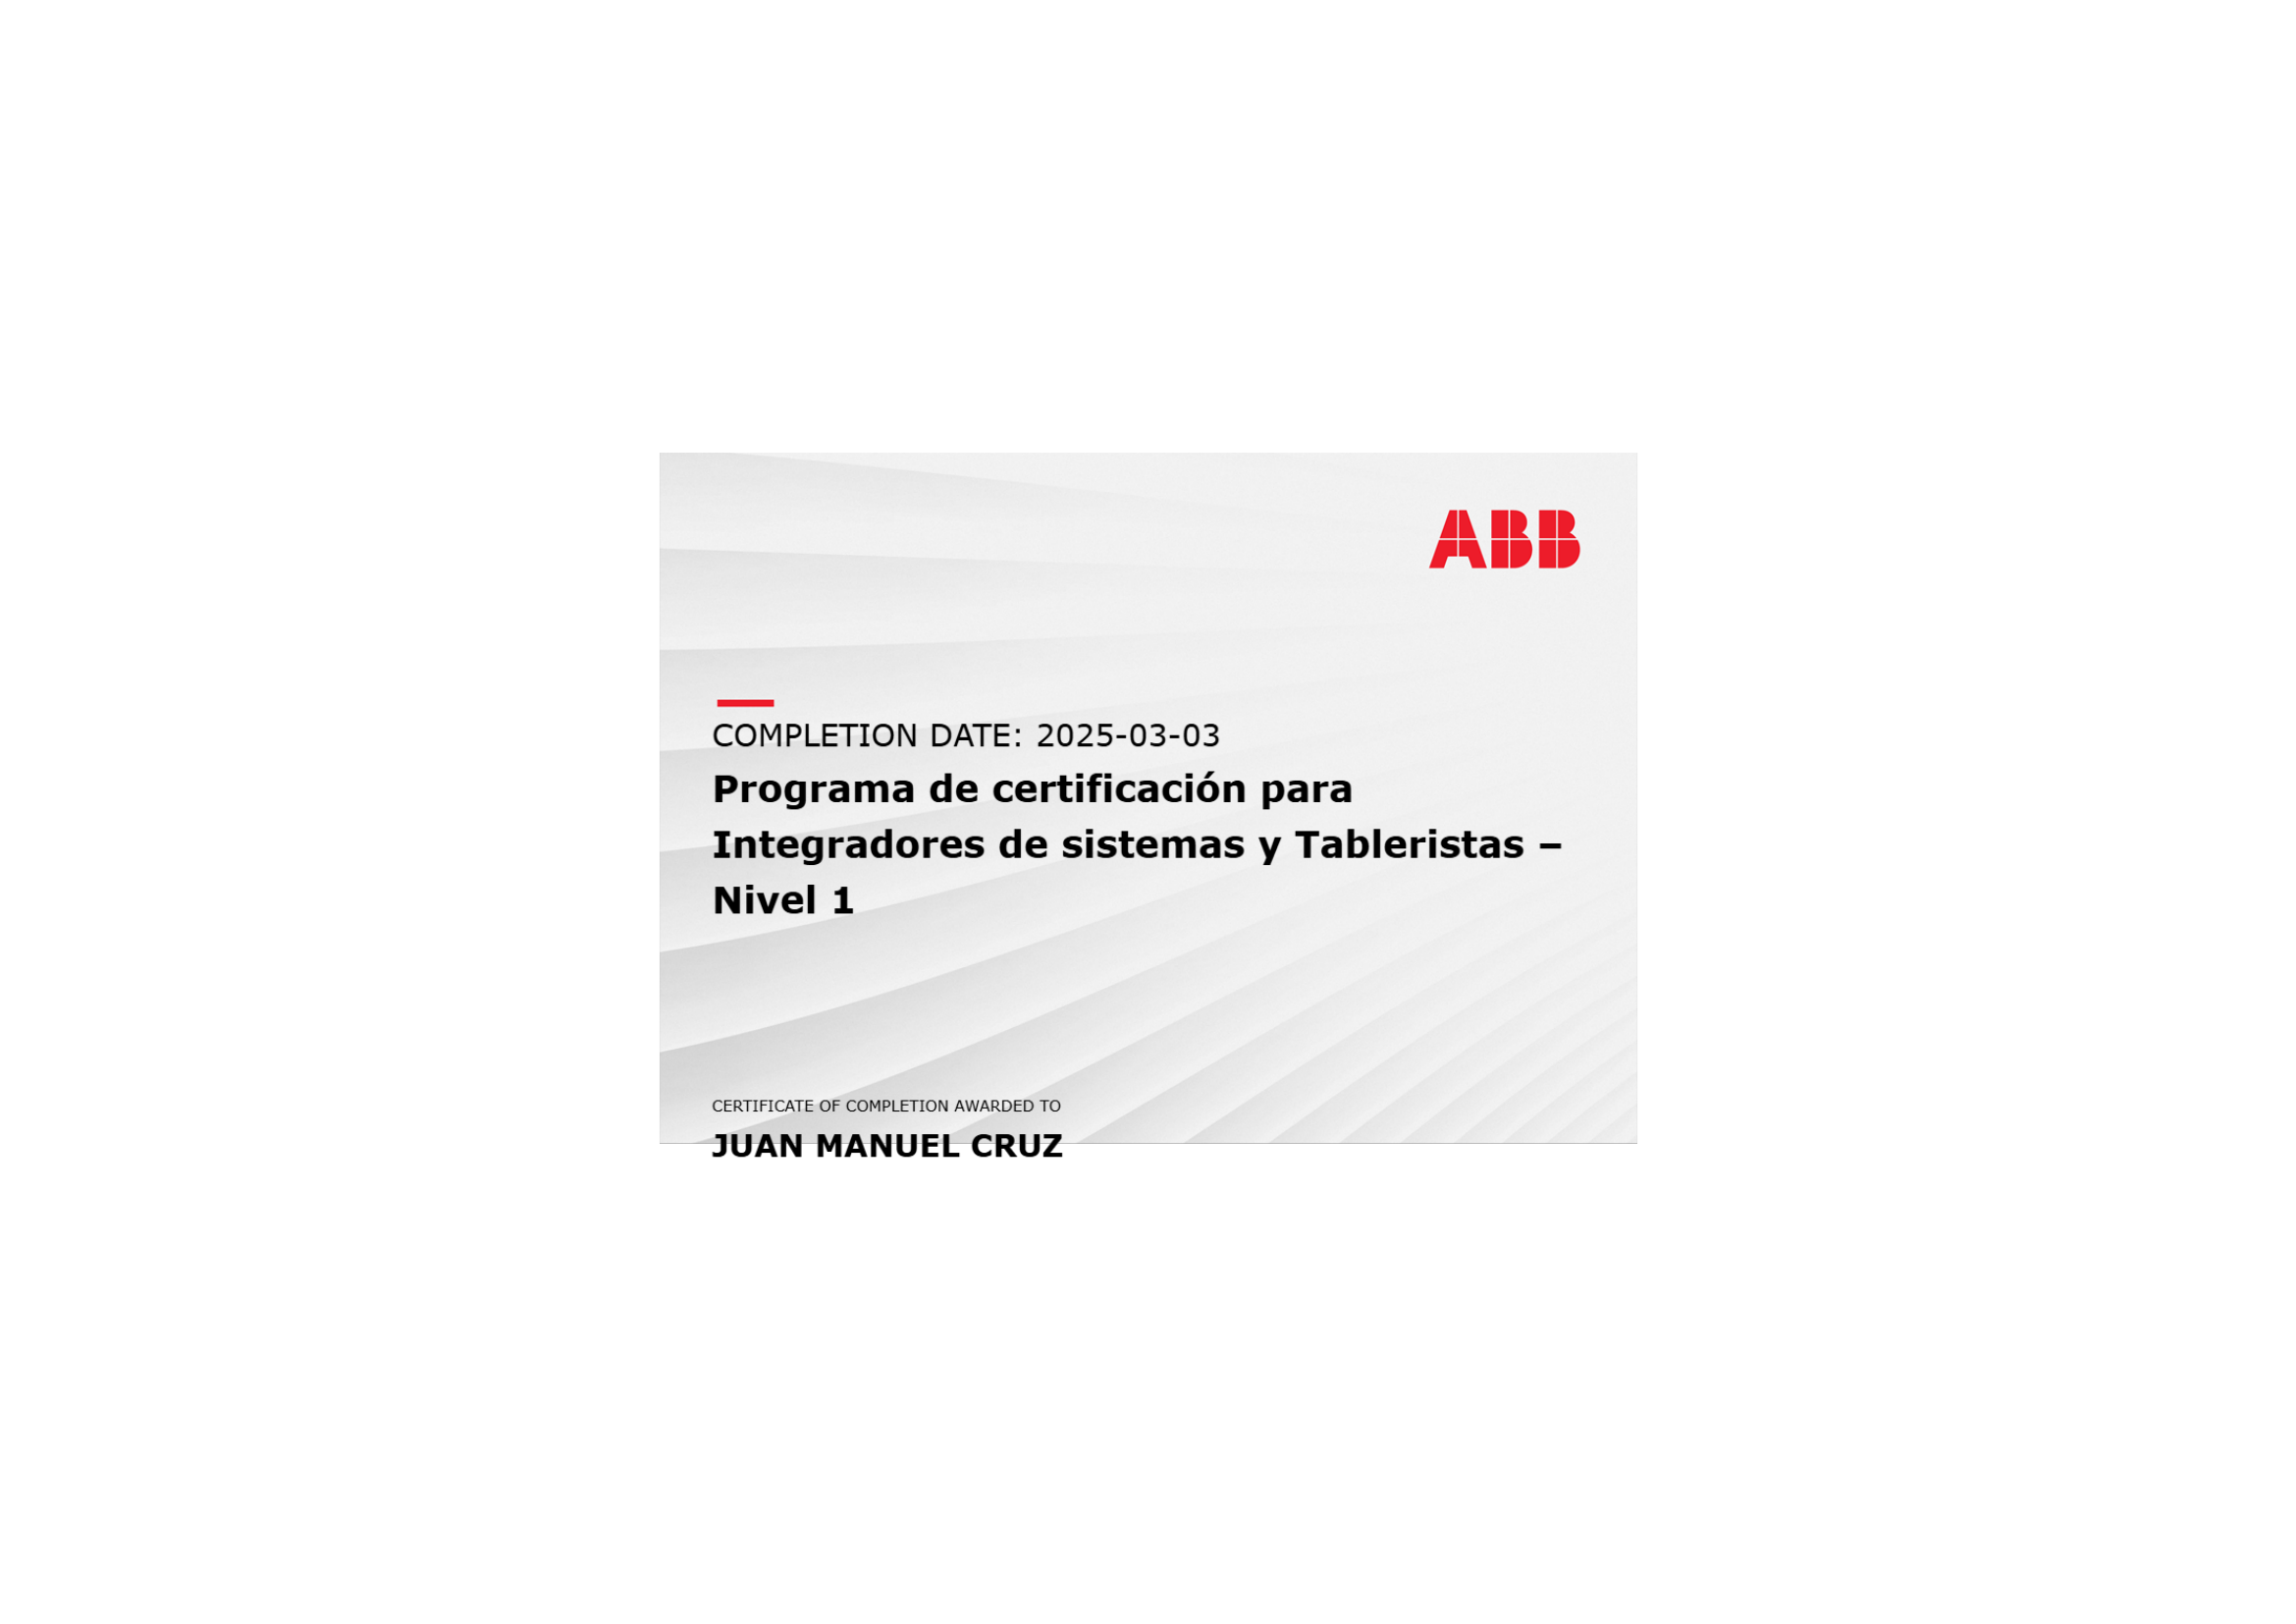 ABB
COMPLETION DATE: 2025-03-03
Programa de certificación para
Integradores de sistemas y Tableristas –
Nivel 1
CERTIFICATE OF COMPLETION AWARDED TO
JUAN MANUEL CRUZ